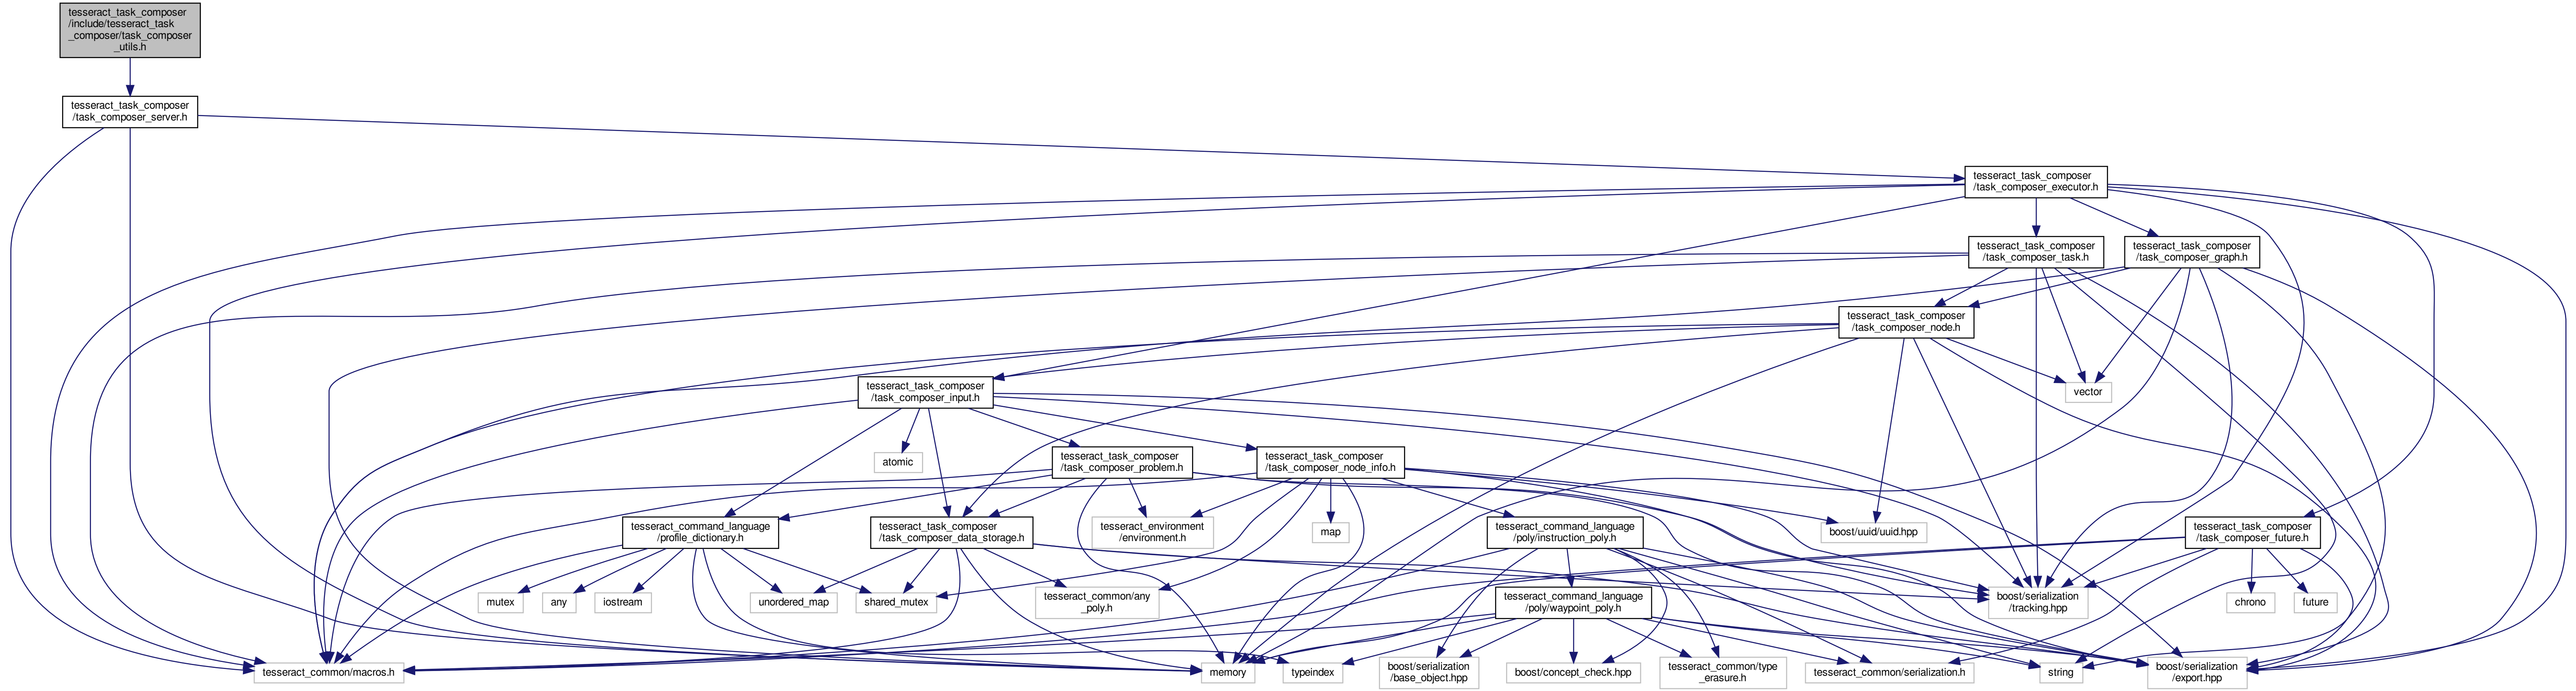 tesseract_task_composer
/include/tesseract_task
_composer/task_composer
_utils.h
tesseract_task_composer
/task_composer_server.h
tesseract_task_composer
/task_composer_executor.h
tesseract_task_composer
/task_composer_task.h
tesseract_task_composer
/task_composer_graph.h
tesseract_task_composer
/task_composer_node.h
tesseract_task_composer
/task_composer_input.h
vector
atomic
tesseract_task_composer
/task_composer_problem.h
tesseract_task_composer
/task_composer_node_info.h
tesseract_command_language
/profile_dictionary.h
tesseract_task_composer
/task_composer_data_storage.h
tesseract_environment
/environment.h
map
tesseract_command_language
/poly/instruction_poly.h
boost/uuid/uuid.hpp
tesseract_task_composer
/task_composer_future.h
mutex
any
iostream
unordered_map
shared_mutex
tesseract_common/any
_poly.h
tesseract_command_language
/poly/waypoint_poly.h
boost/serialization
/tracking.hpp
chrono
future
tesseract_common/macros.h
memory
typeindex
boost/serialization
/base_object.hpp
boost/concept_check.hpp
tesseract_common/type
_erasure.h
tesseract_common/serialization.h
string
boost/serialization
/export.hpp